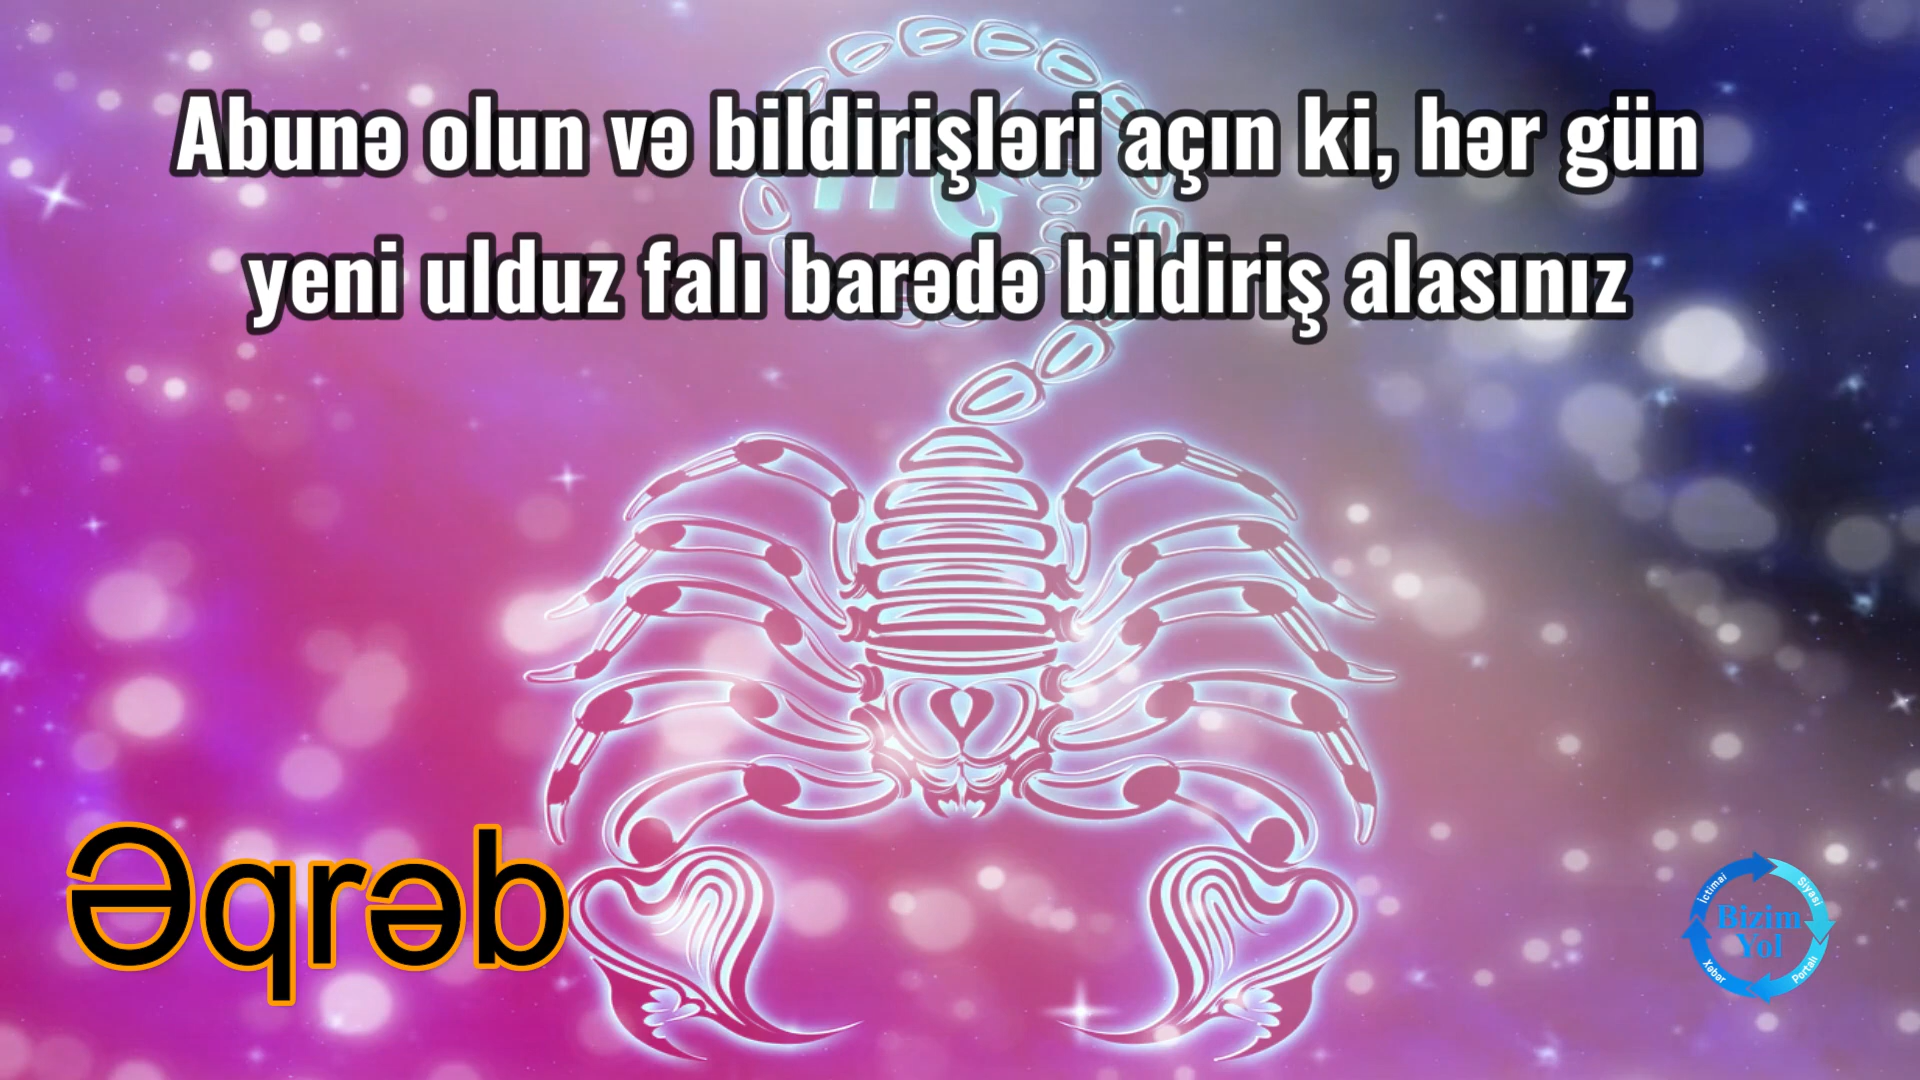 Abunə olun və bildirişləri açın ki, hər gün
yeni ulduz falı barədə bildiriş alasınız
Əqrəb
İctimai
Siyasi
Bizim
Yol
Xəbər
Portalı